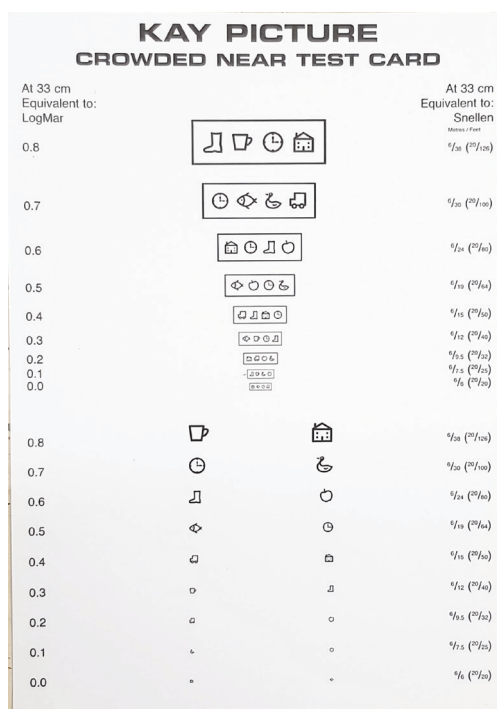 KAY PICTURE
CROWDED NEAR TEST CARD
At 33 cm
Equivalent to:
LogMar
At 33 cm
Equivalent to:
Snellen
Metres / Feet
0.8 6/38 (20/126)
0.7 6/30 (20/100)
0.6 6/24 (20/80)
0.5 6/19 (20/64)
0.4 6/15 (20/50)
0.3 6/12 (20/40)
0.2 6/9.5 (20/32)
0.1 6/7.5 (20/25)
0.0 6/6 (20/20)
0.8 6/38 (20/126)
0.7 6/30 (20/100)
0.6 6/24 (20/80)
0.5 6/19 (20/64)
0.4 6/15 (20/50)
0.3 6/12 (20/40)
0.2 6/9.5 (20/32)
0.1 6/7.5 (20/25)
0.0 6/6 (20/20)